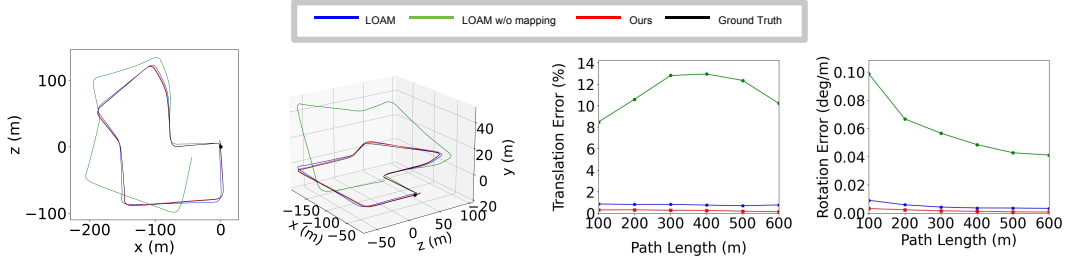 LOAM
LOAM w/o mapping
Ours
Ground Truth
100
0
−100
z (m)
−200
−100
0
x (m)
40
20
0
−20
y (m)
−150
−100
−50
x (m)
−50
0
50
100
z (m)
14
12
10
8
6
4
2
0
Translation Error (%)
100 200 300 400 500 600
Path Length (m)
0.10
0.08
0.06
0.04
0.02
0.00
Rotation Error (deg/m)
100 200 300 400 500 600
Path Length (m)